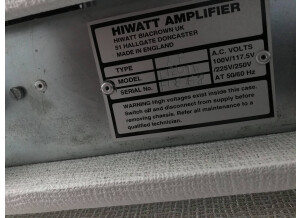 HIWATT AMPLIFIER
HIWATT BIACROWN UK
51 HALLGATE DONCASTER
MADE IN ENGLAND
TYPE
MODEL
SERIAL No.
A.C. VOLTS
100V/117.5V
/225V/250V
AT 50/60 Hz
WARNING High voltages exist inside this case.
Switch off and disconnect from supply before
removing chassis. Refer all maintenance to a
qualified technician.